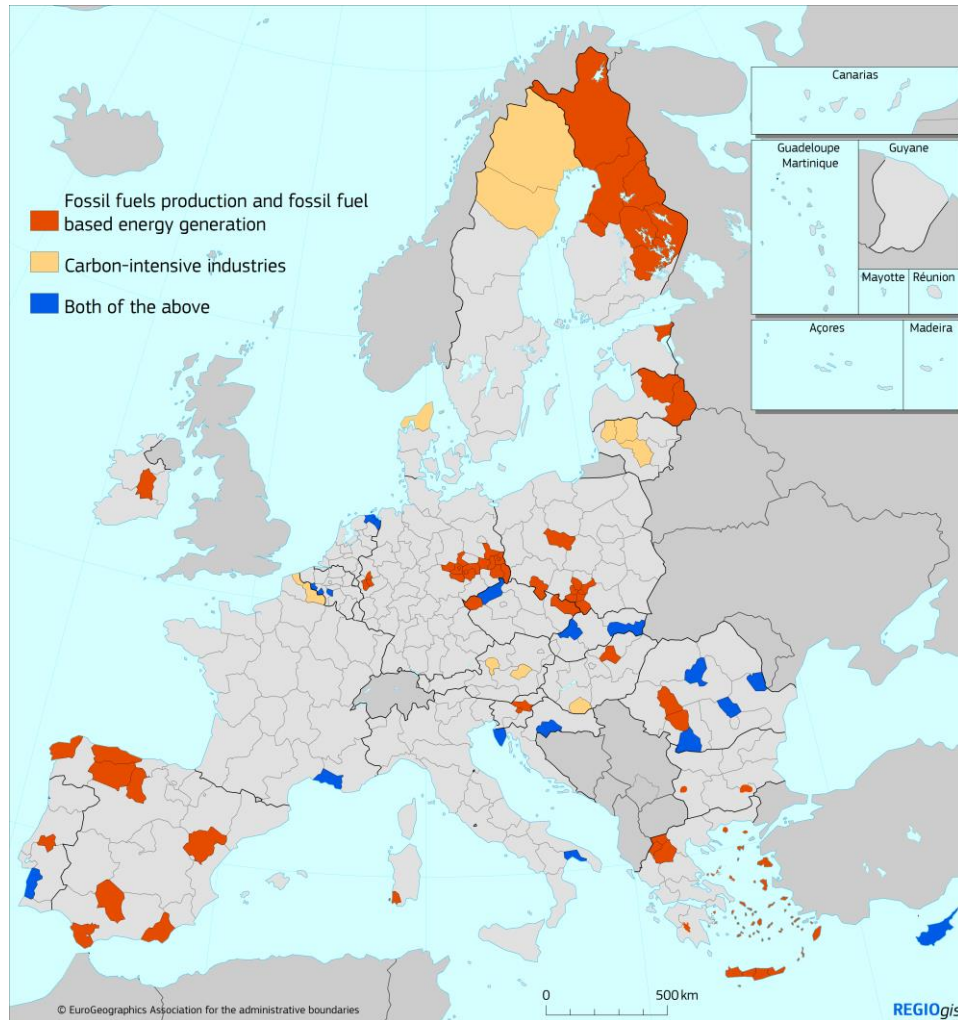 Canarias
Guadeloupe
Martinique
Guyane
Mayotte
Réunion
Açores
Madeira
Fossil fuels production and fossil fuel
based energy generation
Carbon-intensive industries
Both of the above
© EuroGeographics Association for the administrative boundaries
0
500 km
REGIOgis